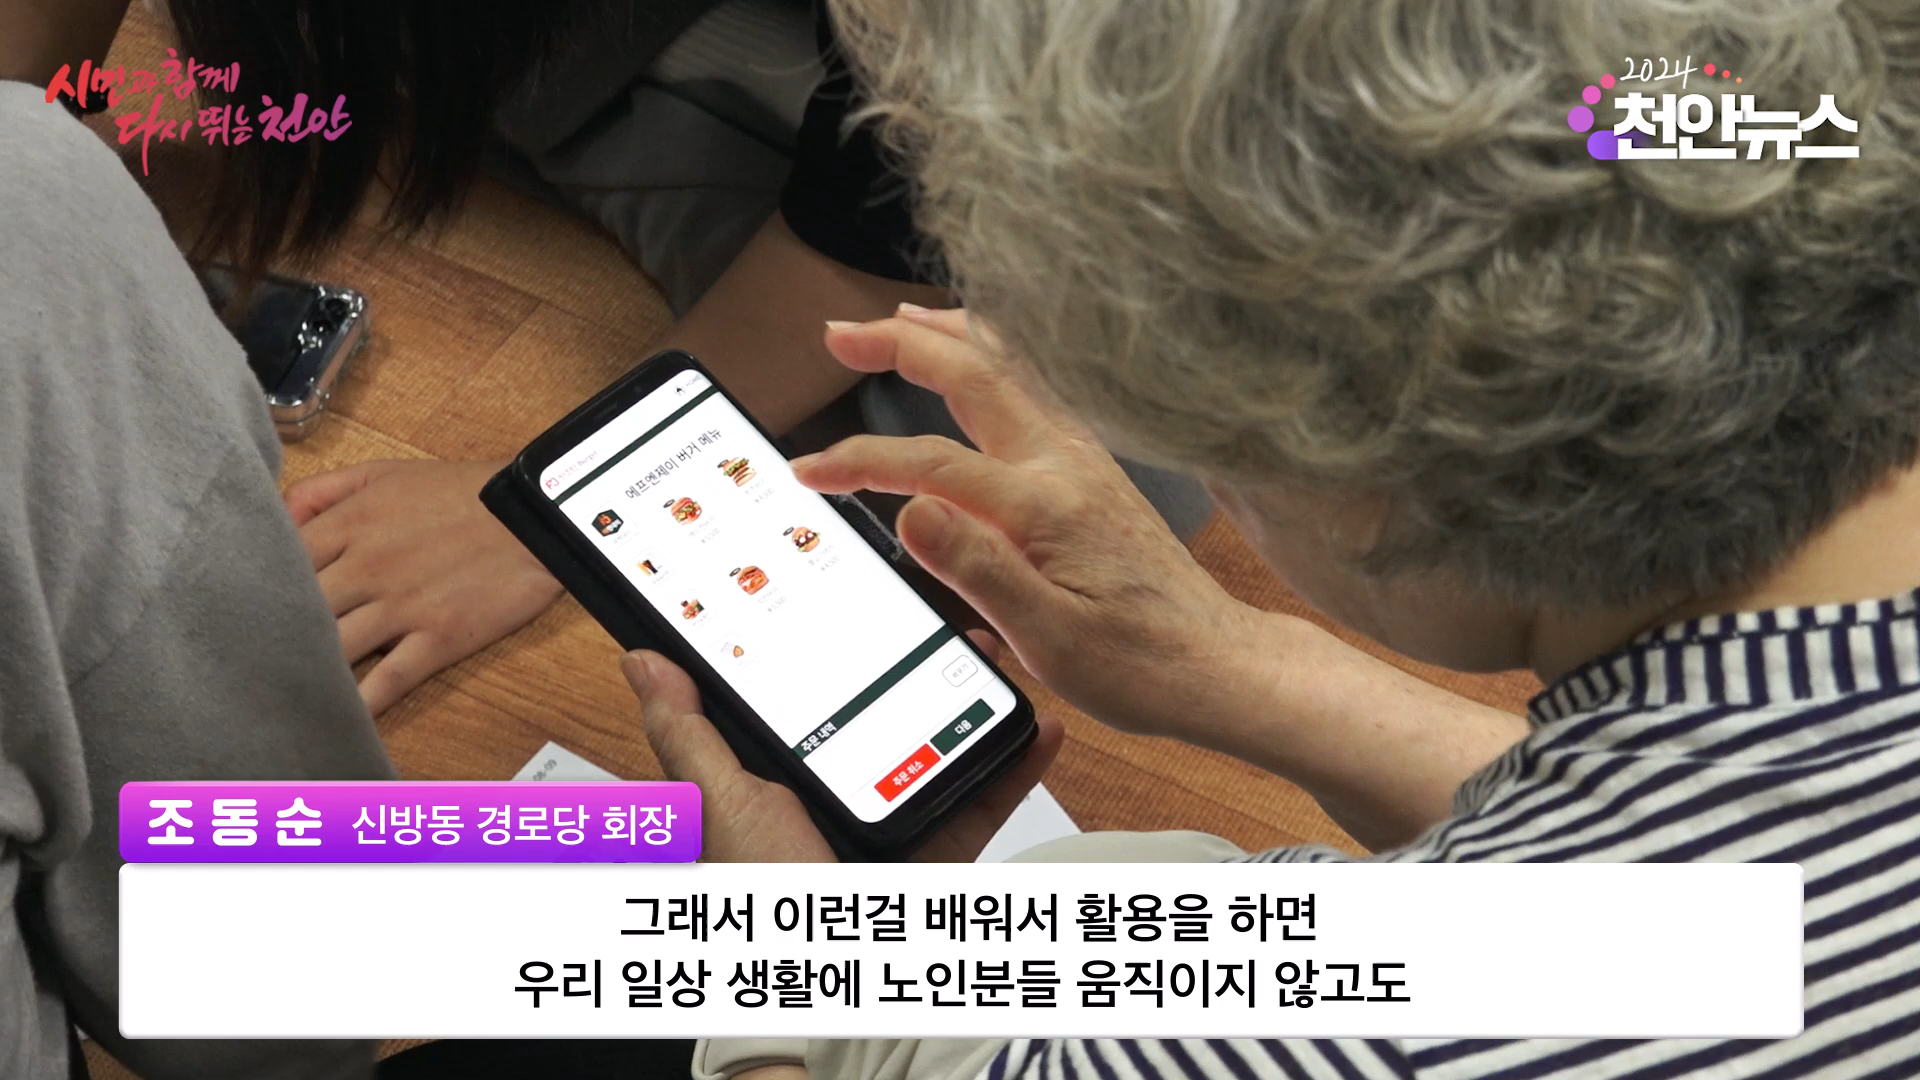 시민과 함께
다시 뛰는 천안
2024
천안뉴스
에프엔제이 버거 메뉴
주문 내역
다음
주문 취소
조동순 신방동 경로당 회장
그래서 이런걸 배워서 활용을 하면
우리 일상 생활에 노인분들 움직이지 않고도